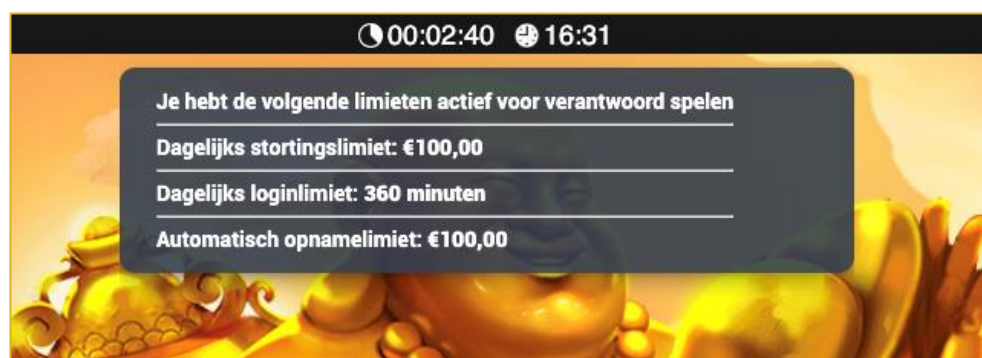 00:02:40 16:31
Je hebt de volgende limieten actief voor verantwoord spelen
Dagelijks stortingslimiet: €100,00
Dagelijks loginlimiet: 360 minuten
Automatisch opnamelimiet: €100,00